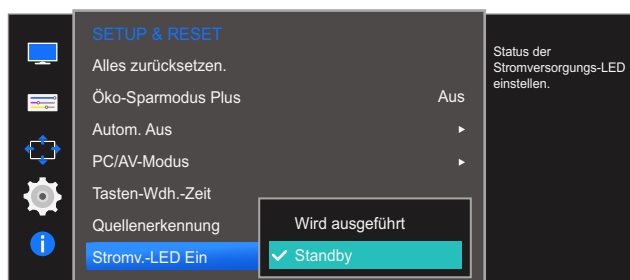 SETUP & RESET
Alles zurücksetzen.
Öko-Sparmodus Plus Aus
Autom. Aus
PC/AV-Modus
Tasten-Wdh.-Zeit
Quellenerkennung
Stromv.-LED Ein
Wird ausgeführt
Standby
Status der
Stromversorgungs-LED
einstellen.